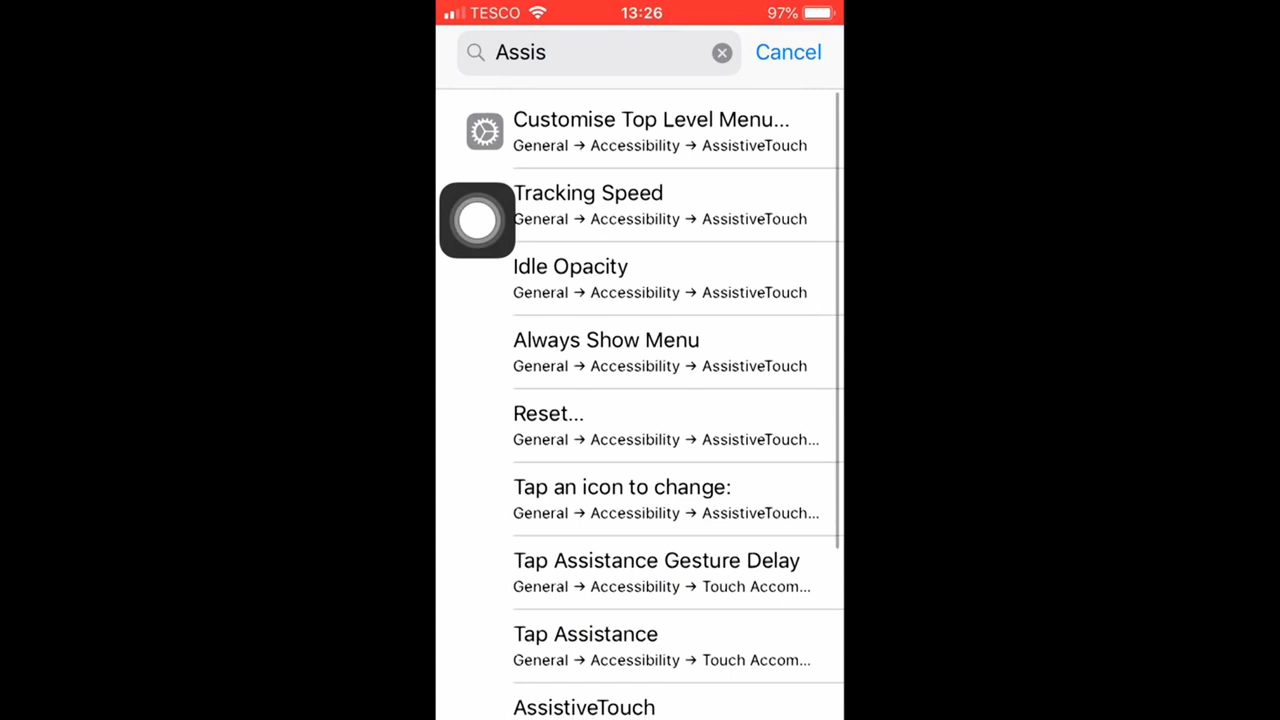 TESCO 13:26 97%
Assis Cancel
Customise Top Level Menu...
General → Accessibility → AssistiveTouch
Tracking Speed
General → Accessibility → AssistiveTouch
Idle Opacity
General → Accessibility → AssistiveTouch
Always Show Menu
General → Accessibility → AssistiveTouch
Reset...
General → Accessibility → AssistiveTouch...
Tap an icon to change:
General → Accessibility → AssistiveTouch...
Tap Assistance Gesture Delay
General → Accessibility → Touch Accom...
Tap Assistance
General → Accessibility → Touch Accom...
AssistiveTouch